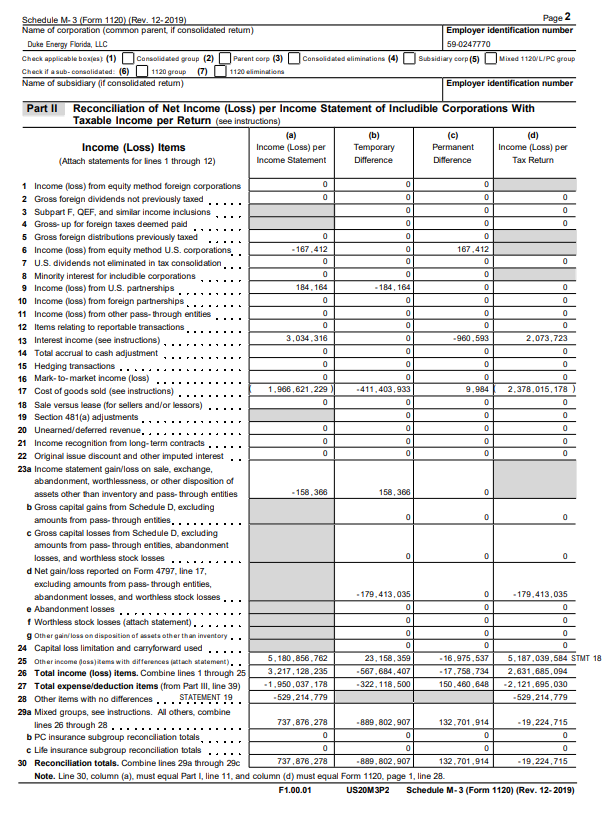 Schedule M-3 (Form 1120) (Rev. 12-2019) Page 2
Name of corporation (common parent, if consolidated return) Employer identification number
Duke Energy Florida, LLC 59-0247770
Check applicable box(es): (1) Consolidated group (2) Parent corp (3) Consolidated eliminations (4) Subsidiary corp (5) Mixed 1120/L/PC group
Check if a sub-consolidated: (6) 1120 group (7) 1120 eliminations
Name of subsidiary (if consolidated return) Employer identification number
Part II Reconciliation of Net Income (Loss) per Income Statement of Includible Corporations With
Taxable Income per Return (see instructions)
(a) (b) (c) (d)
Income (Loss) Items Income (Loss) per Temporary Permanent Income (Loss) per
(Attach statements for lines 1 through 12) Income Statement Difference Difference Tax Return
1 Income (loss) from equity method foreign corporations 0 0 0
2 Gross foreign dividends not previously taxed 0 0 0 0
3 Subpart F, QEF, and similar income inclusions 0 0 0
4 Gross-up for foreign taxes deemed paid 0 0 0
5 Gross foreign distributions previously taxed 0 0 0
6 Income (loss) from equity method U.S. corporations -167,412 0 167,412
7 U.S. dividends not eliminated in tax consolidation 0 0 0 0
8 Minority interest for includible corporations 0 0 0
9 Income (loss) from U.S. partnerships 184,164 -184,164 0 0
10 Income (loss) from foreign partnerships 0 0 0 0
11 Income (loss) from other pass-through entities 0 0 0 0
12 Items relating to reportable transactions 0 0 0 0
13 Interest income (see instructions) 3,034,316 0 -960,593 2,073,723
14 Total accrual to cash adjustment 0 0 0 0
15 Hedging transactions 0 0 0 0
16 Mark-to-market income (loss) 0 0 0 0
17 Cost of goods sold (see instructions) ( 1,966,621,229 ) -411,403,933 9,984 ( 2,378,015,178 )
18 Sale versus lease (for sellers and/or lessors) 0 0 0 0
19 Section 481(a) adjustments 0 0 0
20 Unearned/deferred revenue 0 0 0 0
21 Income recognition from long-term contracts 0 0 0 0
22 Original issue discount and other imputed interest 0 0 0 0
23a Income statement gain/loss on sale, exchange,
abandonment, worthlessness, or other disposition of
assets other than inventory and pass-through entities -158,366 158,366 0
b Gross capital gains from Schedule D, excluding
amounts from pass-through entities 0 0 0
c Gross capital losses from Schedule D, excluding
amounts from pass-through entities, abandonment
losses, and worthless stock losses 0 0 0
d Net gain/loss reported on Form 4797, line 17,
excluding amounts from pass-through entities,
abandonment losses, and worthless stock losses -179,413,035 0 -179,413,035
e Abandonment losses 0 0 0
f Worthless stock losses (attach statement) 0 0 0
g Other gain/loss on disposition of assets other than inventory 0 0 0
24 Capital loss limitation and carryforward used 0 0 0
25 Other income (loss) items with differences (attach statement) 5,180,856,762 23,158,359 -16,975,537 5,187,039,584 STMT 18
26 Total income (loss) items. Combine lines 1 through 25 3,217,128,235 -567,684,407 -17,758,734 2,631,685,094
27 Total expense/deduction items (from Part III, line 39) -1,950,037,178 -322,118,500 150,460,648 -2,121,695,030
28 Other items with no differences STATEMENT 19 -529,214,779 -529,214,779
29a Mixed groups, see instructions. All others, combine
lines 26 through 28 737,876,278 -889,802,907 132,701,914 -19,224,715
b PC insurance subgroup reconciliation totals 0 0 0 0
c Life insurance subgroup reconciliation totals 0 0 0 0
30 Reconciliation totals. Combine lines 29a through 29c 737,876,278 -889,802,907 132,701,914 -19,224,715
Note. Line 30, column (a), must equal Part I, line 11, and column (d) must equal Form 1120, page 1, line 28.
F1.00.01 US20M3P2 Schedule M-3 (Form 1120) (Rev. 12-2019)